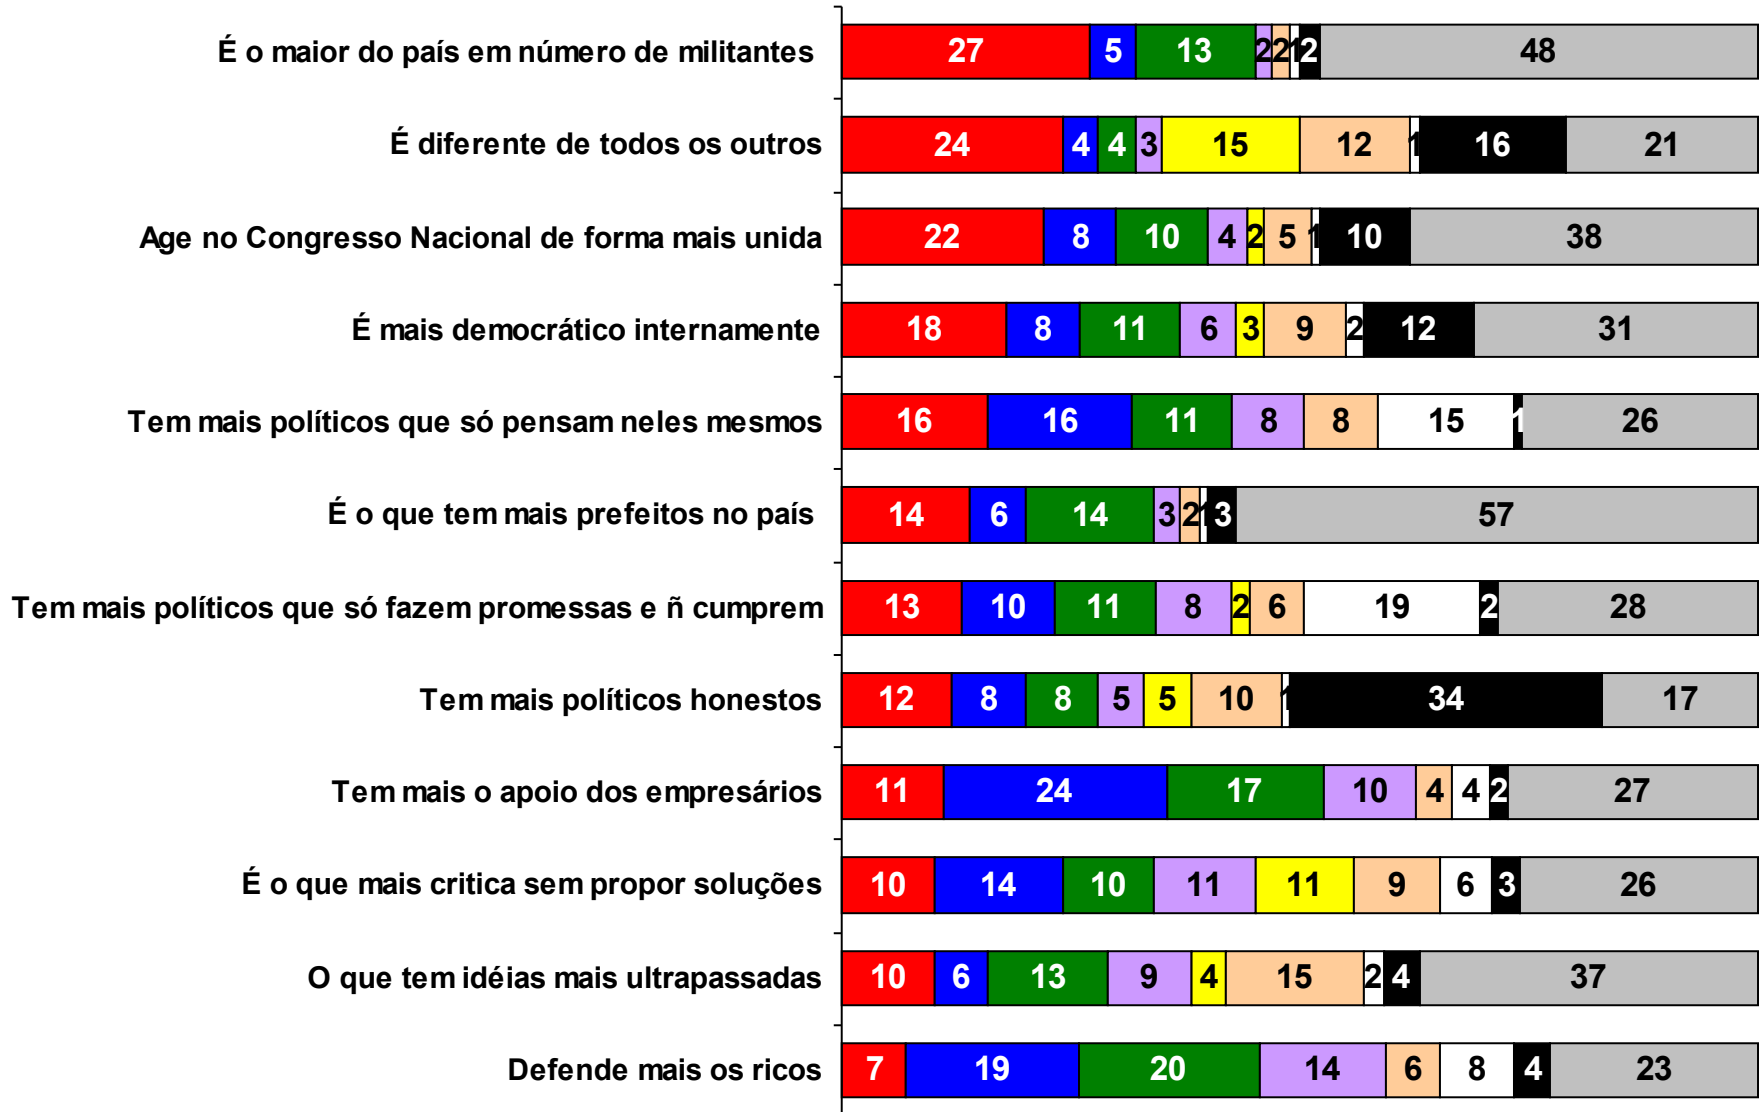 É o maior do país em número de militantes 27 5 13 2 2 1 2 48
É diferente de todos os outros 24 4 4 3 15 12 1 16 21
Age no Congresso Nacional de forma mais unida 22 8 10 4 2 5 1 10 38
É mais democrático internamente 18 8 11 6 3 9 2 12 31
Tem mais políticos que só pensam neles mesmos 16 16 11 8 8 15 1 26
É o que tem mais prefeitos no país 14 6 14 3 2 1 3 57
Tem mais políticos que só fazem promessas e ñ cumprem 13 10 11 8 2 6 19 2 28
Tem mais políticos honestos 12 8 8 5 5 10 1 34 17
Tem mais o apoio dos empresários 11 24 17 10 4 4 2 27
É o que mais critica sem propor soluções 10 14 10 11 11 9 6 3 26
O que tem idéias mais ultrapassadas 10 6 13 9 4 15 2 4 37
Defende mais os ricos 7 19 20 14 6 8 4 23